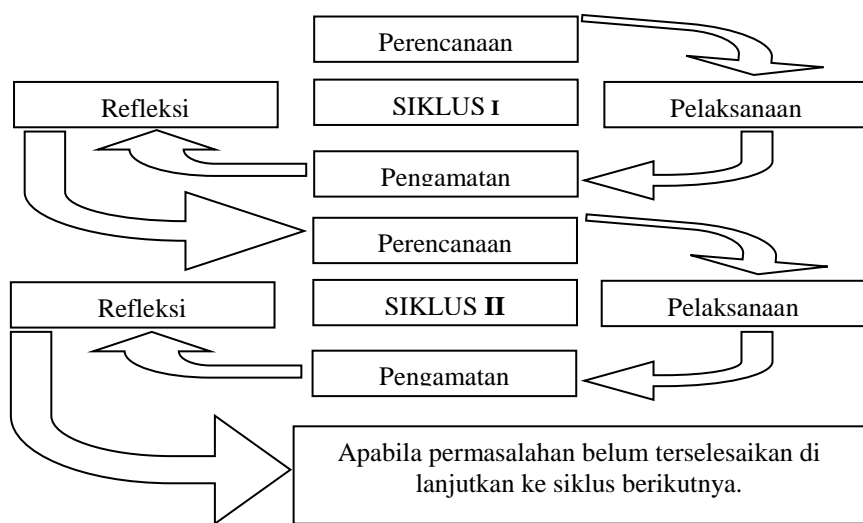 Perencanaan
Refleksi
SIKLUS I
Pelaksanaan
Pengamatan
Perencanaan
Refleksi
SIKLUS II
Pelaksanaan
Pengamatan
Apabila permasalahan belum terselesaikan di
lanjutkan ke siklus berikutnya.